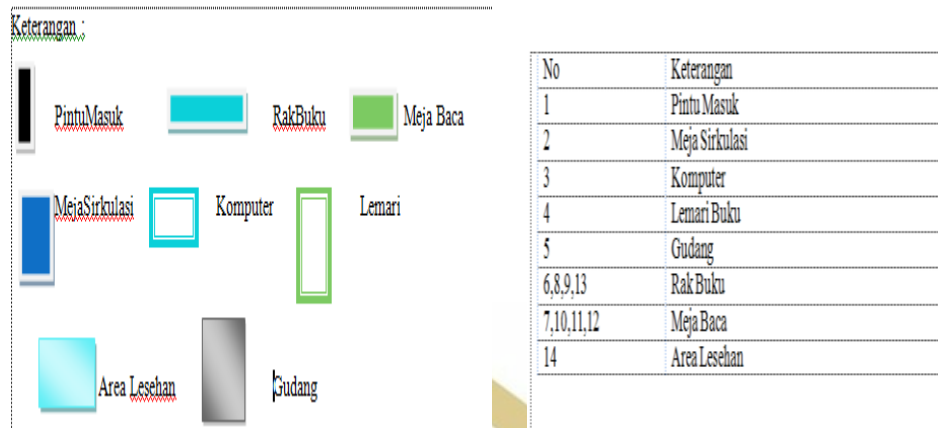 Keterangan :
PintuMasuk RakBuku Meja Baca
MejaSirkulasi Komputer Lemari
Area Lesehan Gudang
No Keterangan
1 Pintu Masuk
2 Meja Sirkulasi
3 Komputer
4 Lemari Buku
5 Gudang
6,8,9,13 Rak Buku
7,10,11,12 Meja Baca
14 Area Lesehan